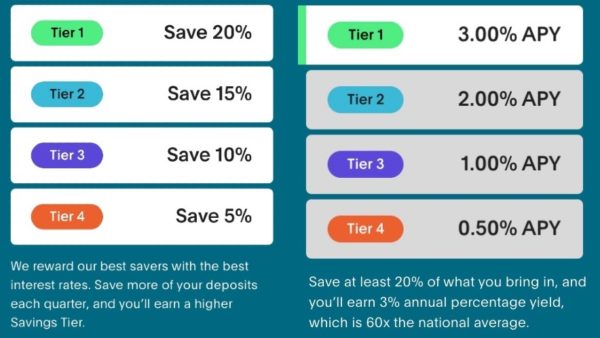 Tier 1 Save 20%
Tier 2 Save 15%
Tier 3 Save 10%
Tier 4 Save 5%
We reward our best savers with the best
interest rates. Save more of your deposits
each quarter, and you'll earn a higher
Savings Tier.
Tier 1 3.00% APY
Tier 2 2.00% APY
Tier 3 1.00% APY
Tier 4 0.50% APY
Save at least 20% of what you bring in, and
you'll earn 3% annual percentage yield,
which is 60x the national average.